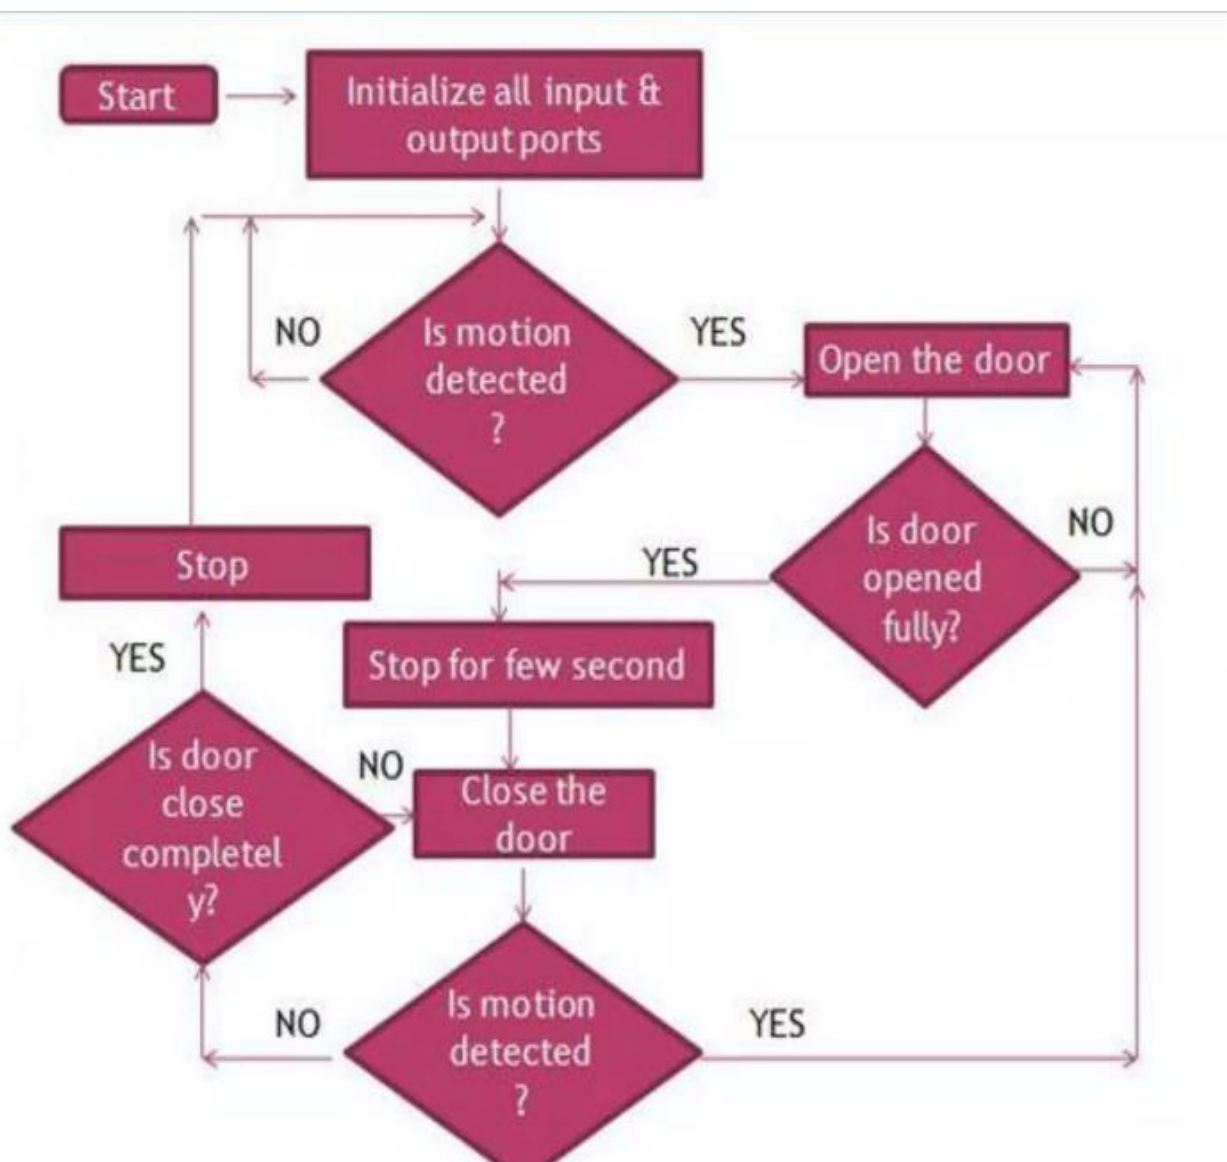 Start
Initialize all input &
output ports
NO
Is motion
detected
?
YES
Open the door
Is door
opened
fully?
NO
YES
Stop
Stop for few second
YES
Is door
close
completel
y?
NO
Close the
door
Is motion
detected
?
NO
YES